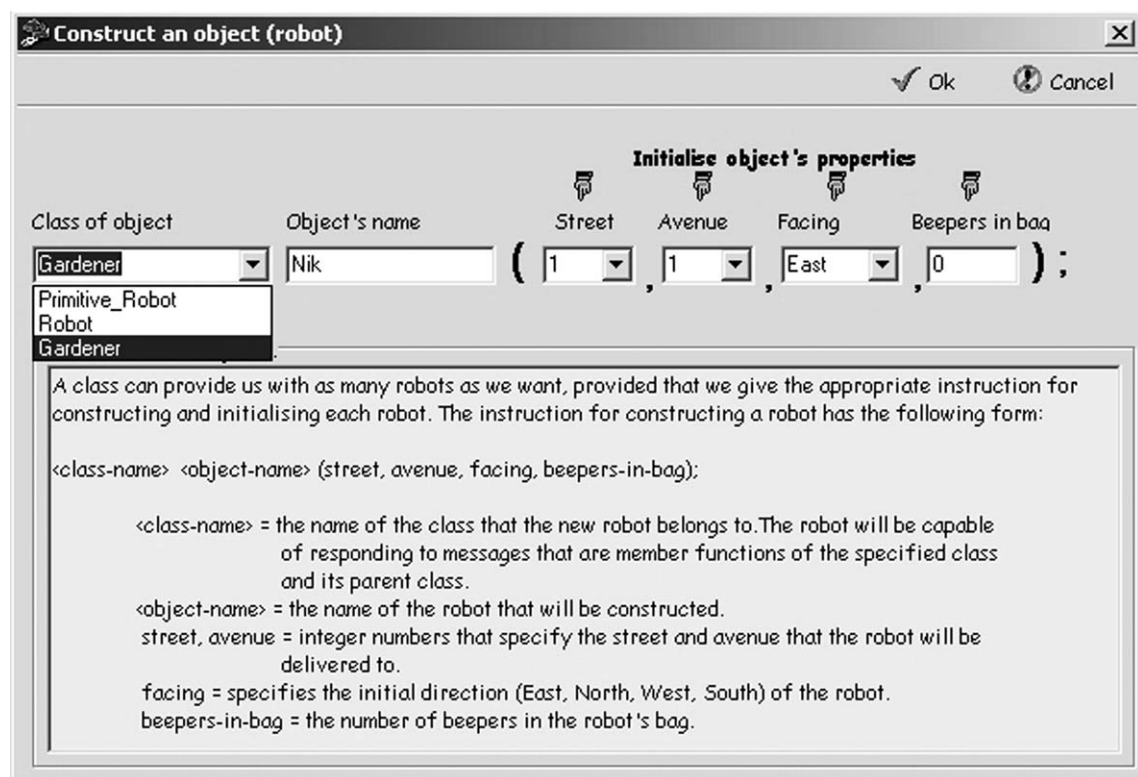 Construct an object (robot)
Ok Cancel
Initialise object's properties
Class of object Object's name Street Avenue Facing Beepers in bag
Gardener Nik ( 1 , 1 , East , 0 ) ;
Primitive_Robot
Robot
Gardener
A class can provide us with as many robots as we want, provided that we give the appropriate instruction for
constructing and initialising each robot. The instruction for constructing a robot has the following form:
<class-name> <object-name> (street, avenue, facing, beepers-in-bag);
<class-name> = the name of the class that the new robot belongs to.The robot will be capable
of responding to messages that are member functions of the specified class
and its parent class.
<object-name> = the name of the robot that will be constructed.
street, avenue = integer numbers that specify the street and avenue that the robot will be
delivered to.
facing = specifies the initial direction (East, North, West, South) of the robot.
beepers-in-bag = the number of beepers in the robot's bag.